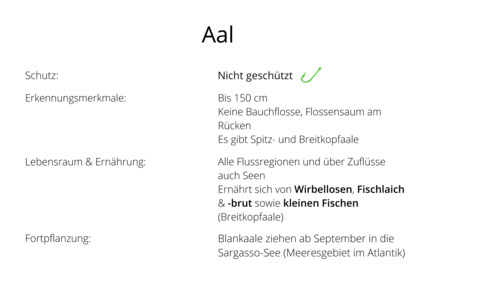 Aal
Schutz:
Nicht geschützt
Erkennungsmerkmale:
Bis 150 cm
Keine Bauchflosse, Flossensaum am
Rücken
Es gibt Spitz- und Breitkopfaale
Lebensraum & Ernährung:
Alle Flussregionen und über Zuflüsse
auch Seen
Ernährt sich von Wirbellosen, Fischlaich
& -brut sowie kleinen Fischen
(Breitkopfaale)
Fortpflanzung:
Blankaale ziehen ab September in die
Sargasso-See (Meeresgebiet im Atlantik)